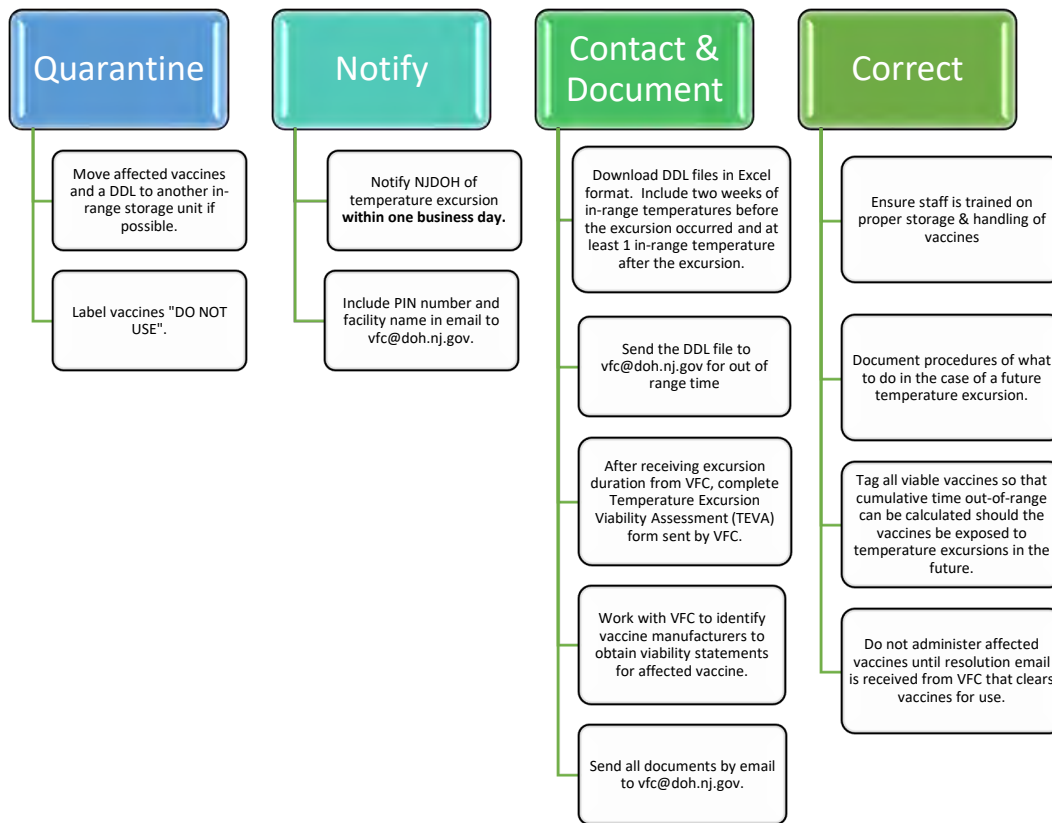 Quarantine
Move affected vaccines
and a DDL to another in-
range storage unit if
possible.
Label vaccines "DO NOT
USE".
Notify
Notify NJDOH of
temperature excursion
within one business day.
Include PIN number and
facility name in email to
vfc@doh.nj.gov.
Contact &
Document
Download DDL files in Excel
format. Include two weeks of
in-range temperatures before
the excursion occurred and at
least 1 in-range temperature
after the excursion.
Send the DDL file to
vfc@doh.nj.gov for out of
range time
After receiving excursion
duration from VFC, complete
Temperature Excursion
Viability Assessment (TEVA)
form sent by VFC.
Work with VFC to identify
vaccine manufacturers to
obtain viability statements
for affected vaccine.
Send all documents by email
to vfc@doh.nj.gov.
Correct
Ensure staff is trained on
proper storage & handling of
vaccines
Document procedures of what
to do in the case of a future
temperature excursion.
Tag all viable vaccines so that
cumulative time out-of-range
can be calculated should the
vaccines be exposed to
temperature excursions in the
future.
Do not administer affected
vaccines until resolution email
is received from VFC that clears
vaccines for use.